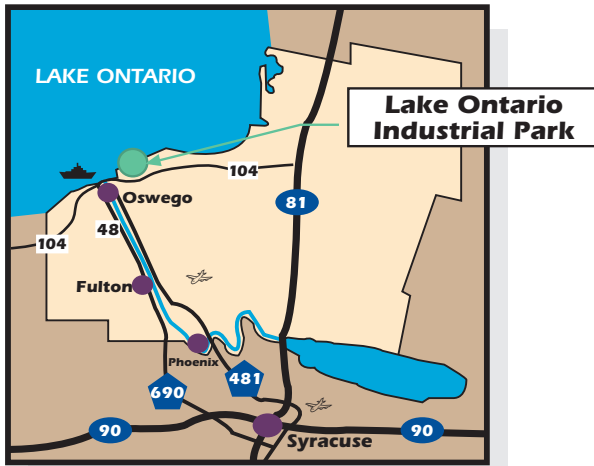 LAKE ONTARIO
Lake Ontario
Industrial Park
104
Oswego
81
48
104
Fulton
Phoenix
481
690
90
90
Syracuse